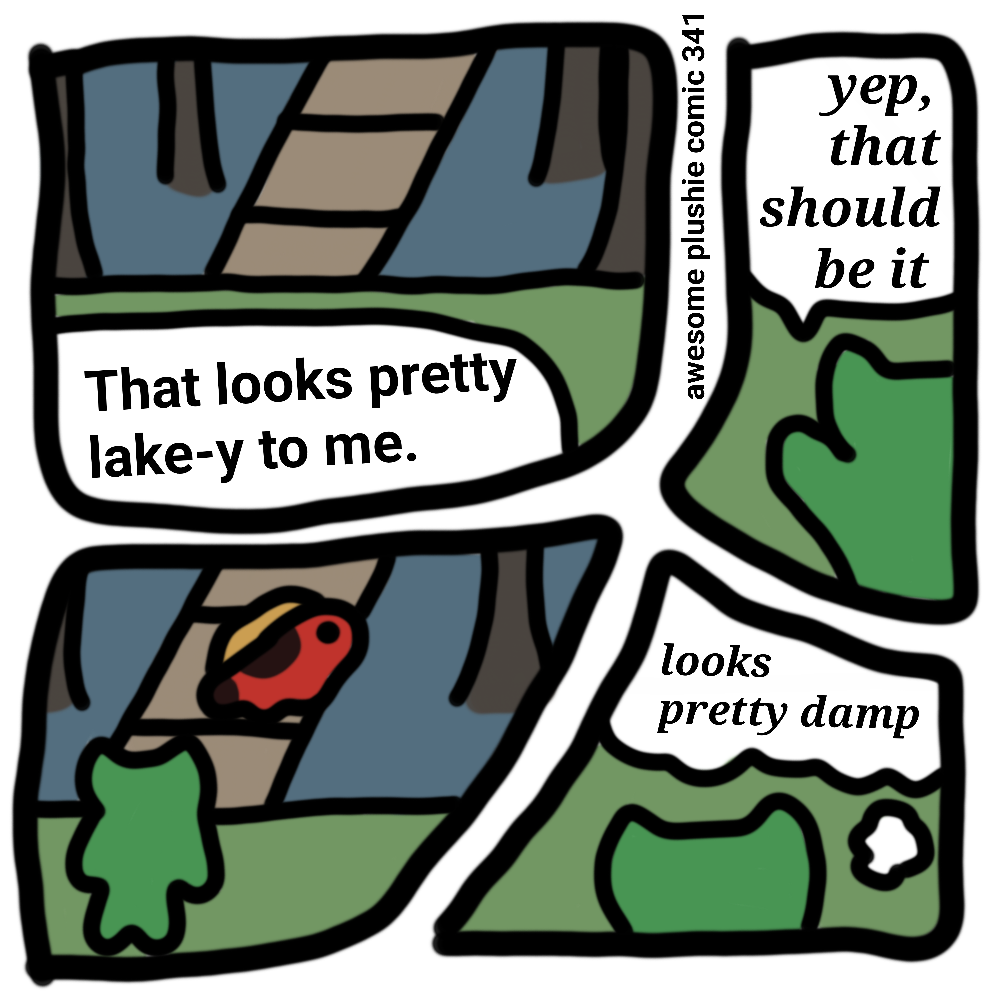 That looks pretty
lake-y to me.
awesome plushie comic 341
yep,
that
should
be it
looks
pretty damp